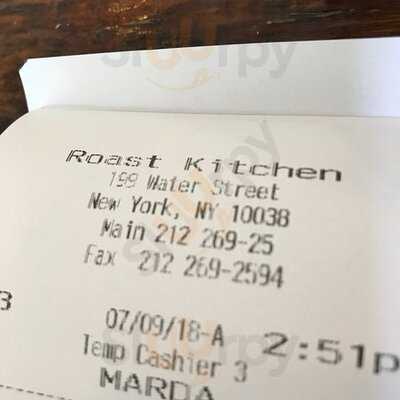 Roast Kitchen
199 Water Street
New York, NY 10038
Main 212 269-25
Fax 212 269-2594
3
07/09/18-A 2:51p
Temp Cashier 3
MARDA